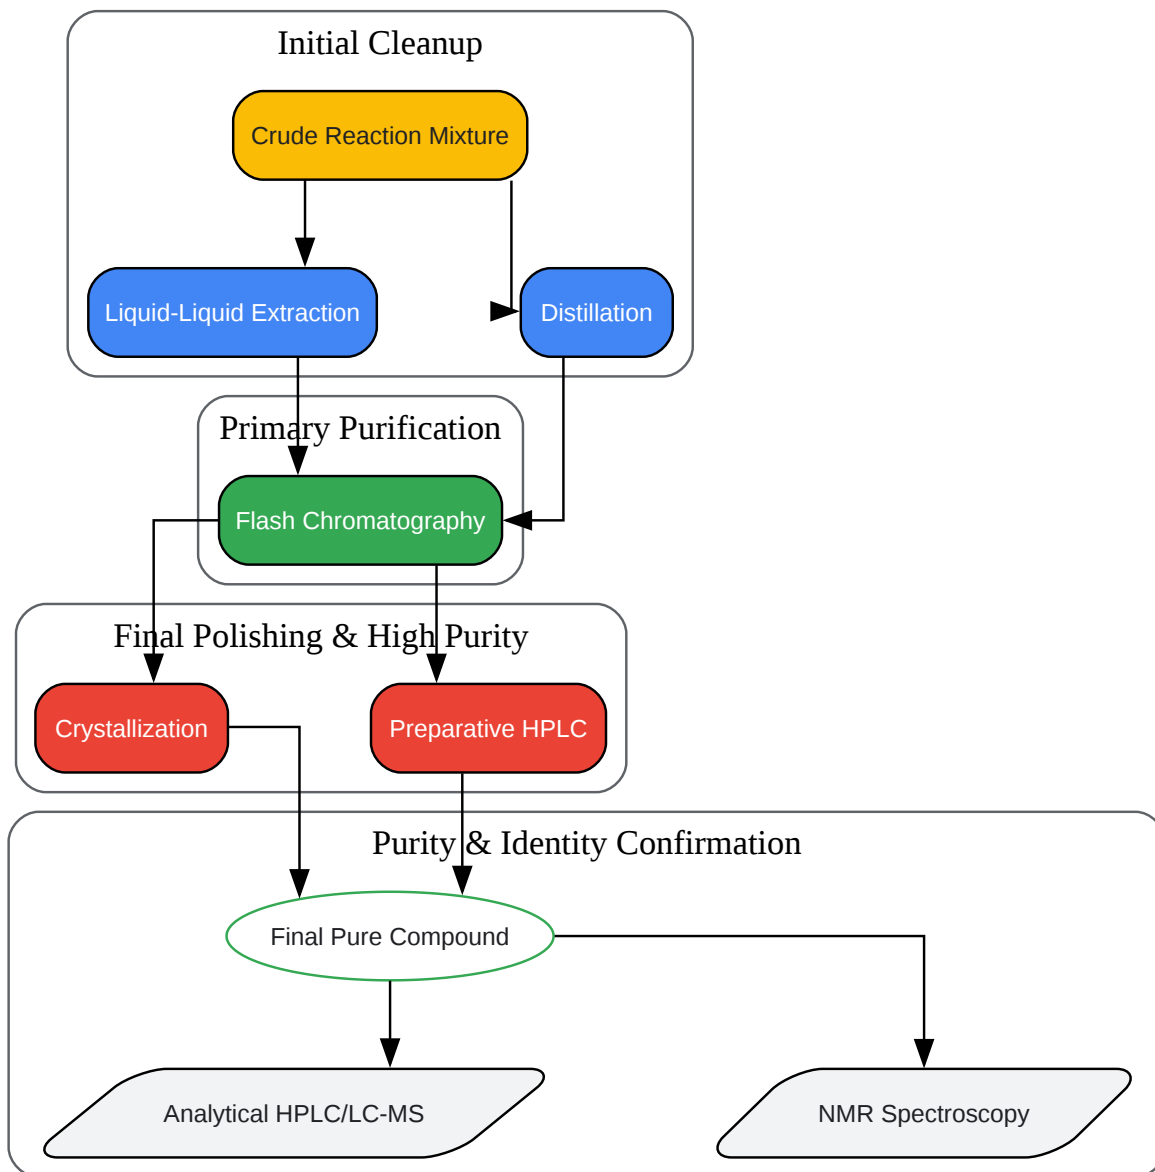 Initial Cleanup
Crude Reaction Mixture
Liquid-Liquid Extraction
Distillation
Primary Purification
Flash Chromatography
Final Polishing & High Purity
Crystallization
Preparative HPLC
Purity & Identity Confirmation
Final Pure Compound
Analytical HPLC/LC-MS
NMR Spectroscopy